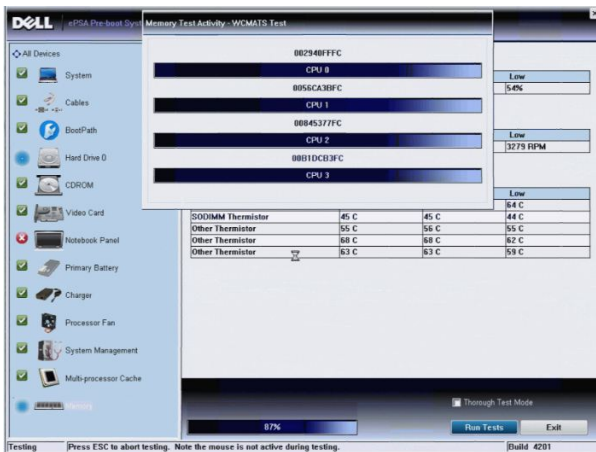 DELL
ePSA Pre-boot Syst
Memory Test Activity - WCMATS Test
002940FFFC
CPU 0
0056CA3BFC
CPU 1
00845377FC
CPU 2
00B1DCB3FC
CPU 3
All Devices
System
Cables
BootPath
Hard Drive 0
CDROM
Video Card
Notebook Panel
Primary Battery
Charger
Processor Fan
System Management
Multi-processor Cache
Memory
Low
54%
Low
3279 RPM
Low
64 C
SODIMM Thermistor 45 C 45 C 44 C
Other Thermistor 55 C 56 C 55 C
Other Thermistor 68 C 68 C 62 C
Other Thermistor 63 C 63 C 59 C
Thorough Test Mode
87%
Run Tests
Exit
Testing
Press ESC to abort testing. Note the mouse is not active during testing.
Build 4201